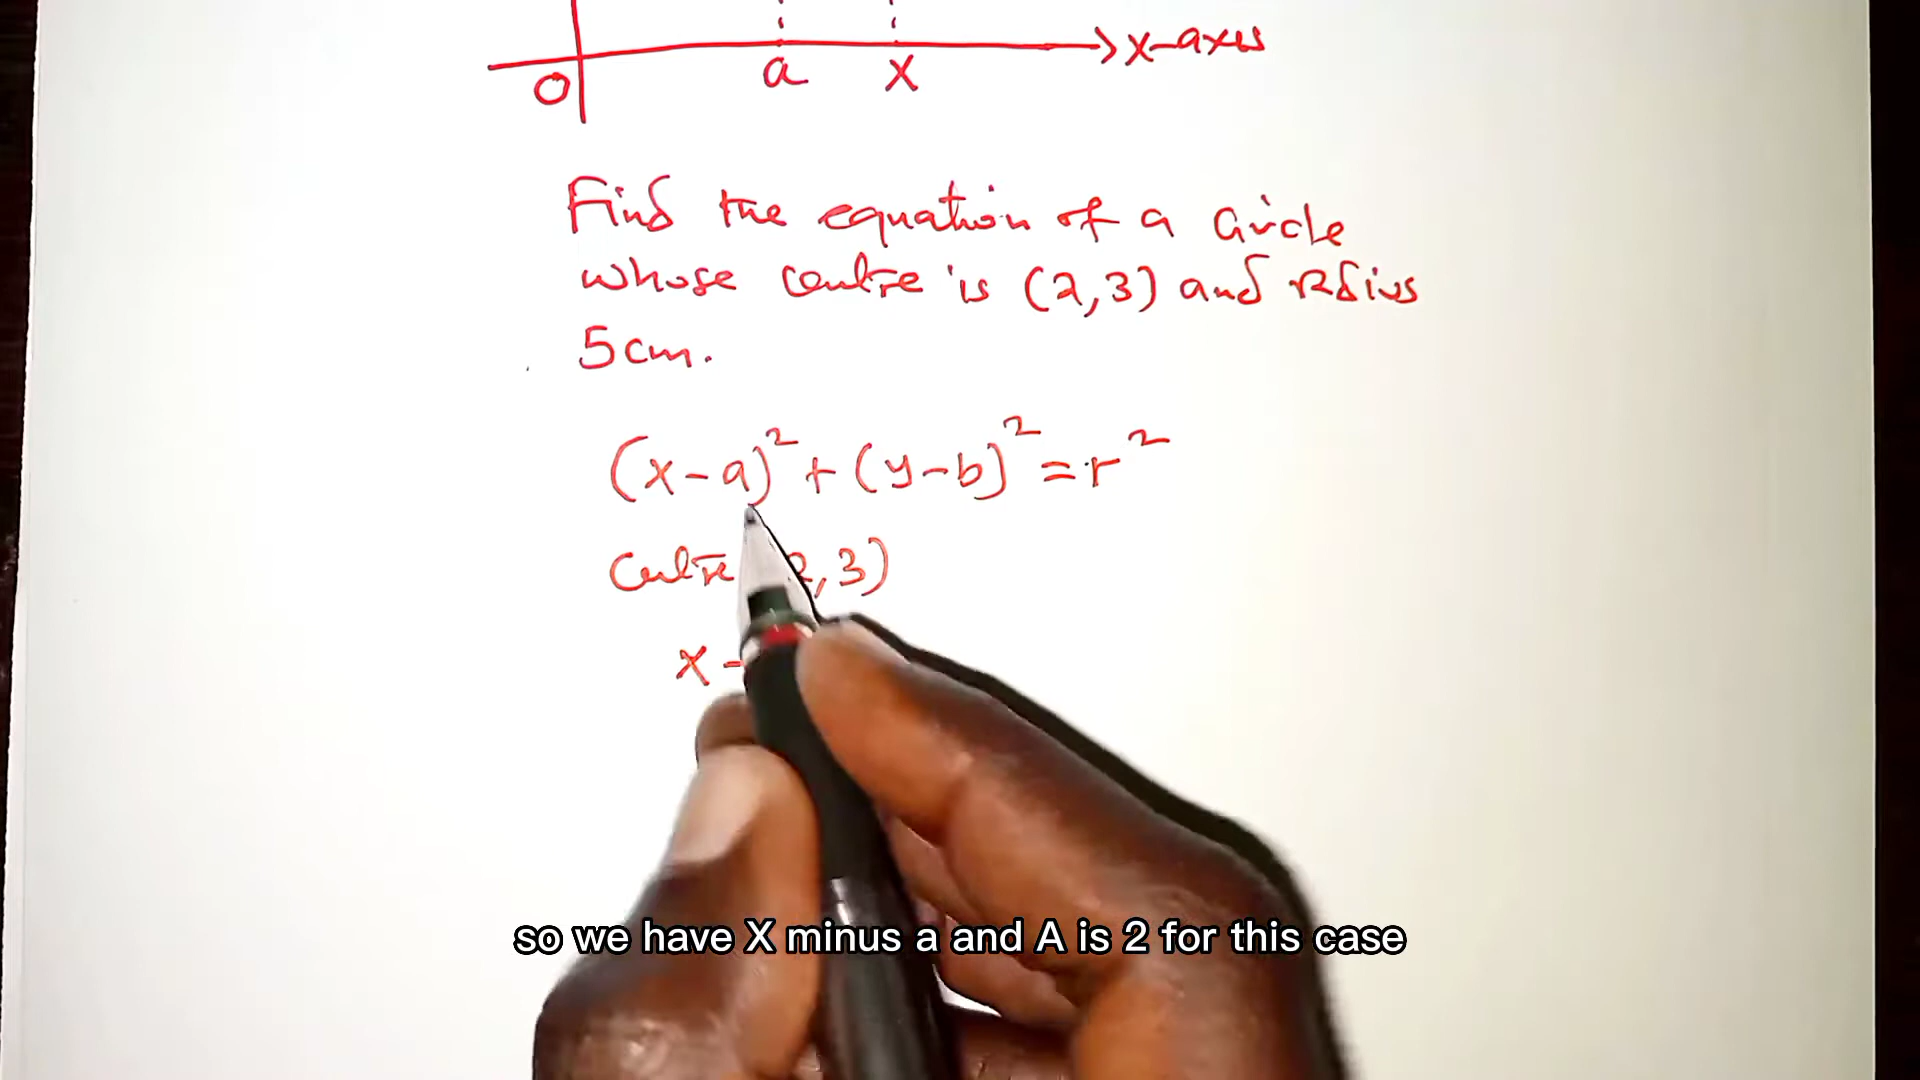 x-axis
O a x
Find the equation of a circle
whose centre is (2,3) and radius
5cm.
(x-a)²+(y-b)²=r²
Centre 2,3)
x -
so we have X minus a and A is 2 for this case